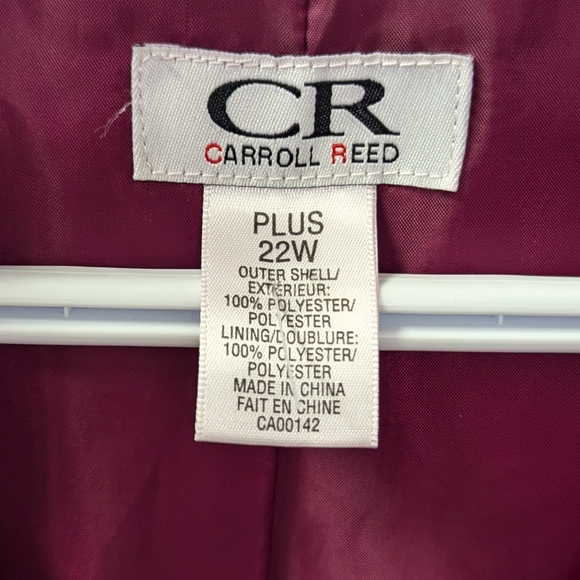 CR
CARROLL REED
PLUS
22W
OUTER SHELL/
EXTÉRIEUR:
100% POLYESTER/
POLYESTER
LINING/DOUBLURE:
100% POLYESTER/
POLYESTER
MADE IN CHINA
FAIT EN CHINE
CA00142